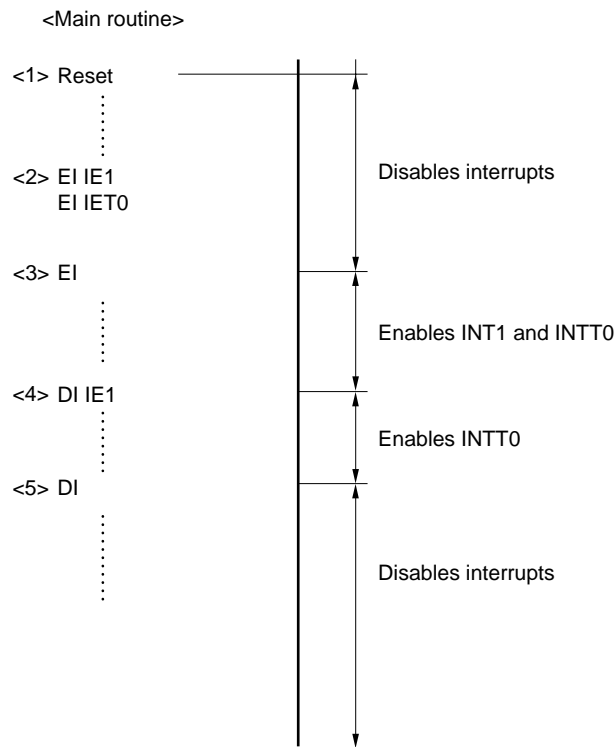 <Main routine>
<1> Reset
<2> EI IE1
EI IET0
Disables interrupts
<3> EI
Enables INT1 and INTT0
<4> DI IE1
Enables INTT0
<5> DI
Disables interrupts